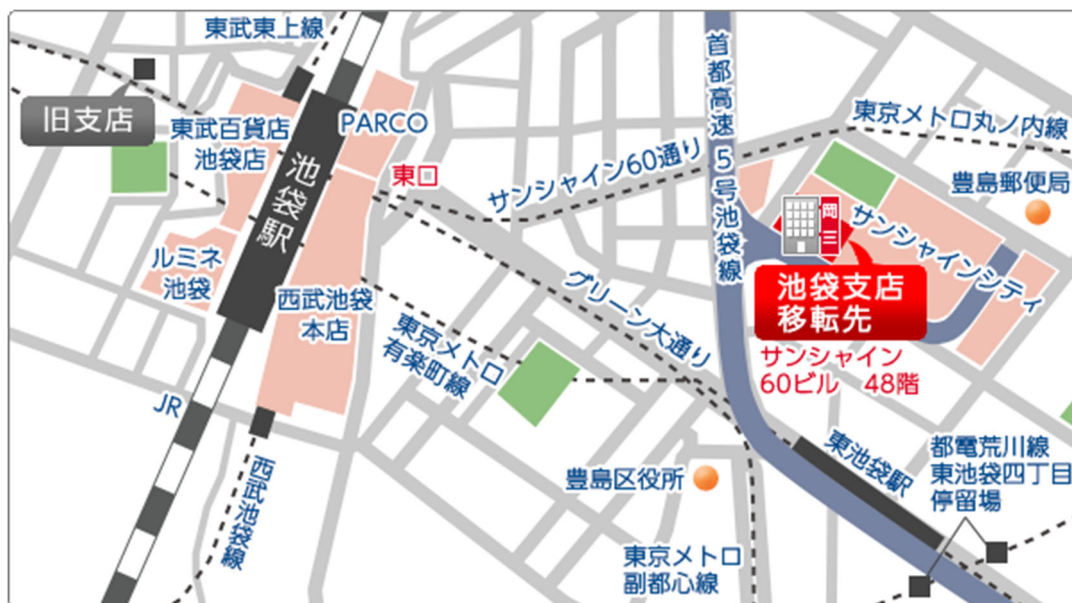 東武東上線
旧支店
東武百貨店
池袋店
PARCO
池袋駅
東口
サンシャイン60通り
首都高速5号池袋線
東京メトロ丸ノ内線
豊島郵便局
岡三
サンシャインシティ
池袋支店
移転先
サンシャイン
60ビル 48階
ルミネ
池袋
西武池袋
本店
東京メトロ
有楽町線
グリーン大通り
JR
西武池袋線
豊島区役所
東池袋駅
都電荒川線
東池袋四丁目
停留場
東京メトロ
副都心線